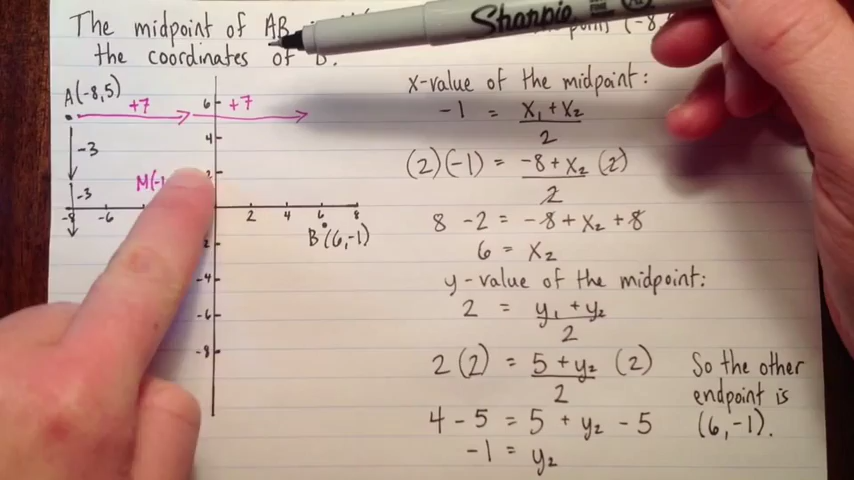 The midpoint of AB
(-8,
the coordinates of B.
Sharpie
A(-8,5)
+7
+7
-3
-3
M(-1
6
4
2
-8
-6
2
4
6
8
B (6,-1)
2
-4
-6
-8
x-value of the midpoint:
-1 = x₁+x₂/2
(2)(-1) = -8+x₂/2 (2)
8 -2 = -8+x₂+8
6 = x₂
y-value of the midpoint:
2 = y₁+y₂/2
2(2) = 5+y₂/2 (2)
4-5 = 5+y₂-5
-1 = y₂
So the other
endpoint is
(6,-1).